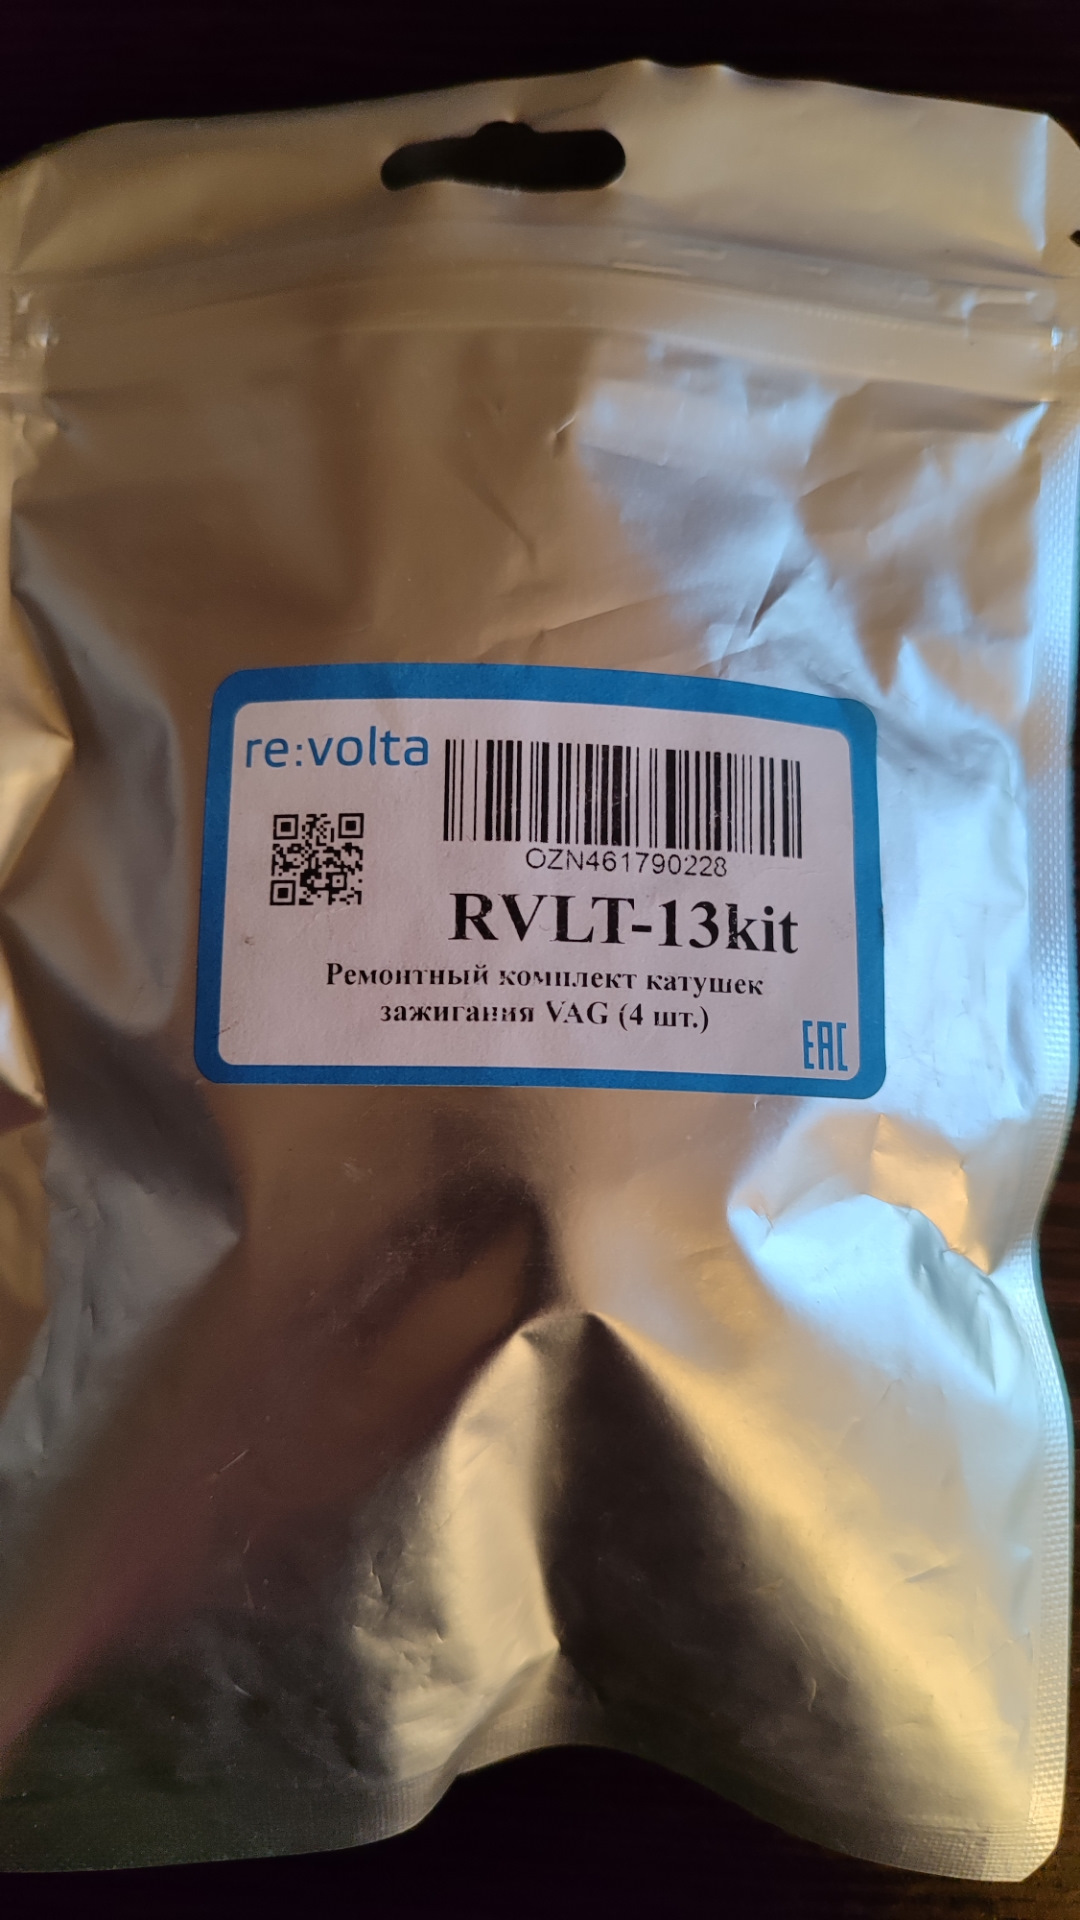 re:volta
OZN461790228
RVLT-13kit
Ремонтный комплект катушек
зажигания VAG (4 шт.)
EAC